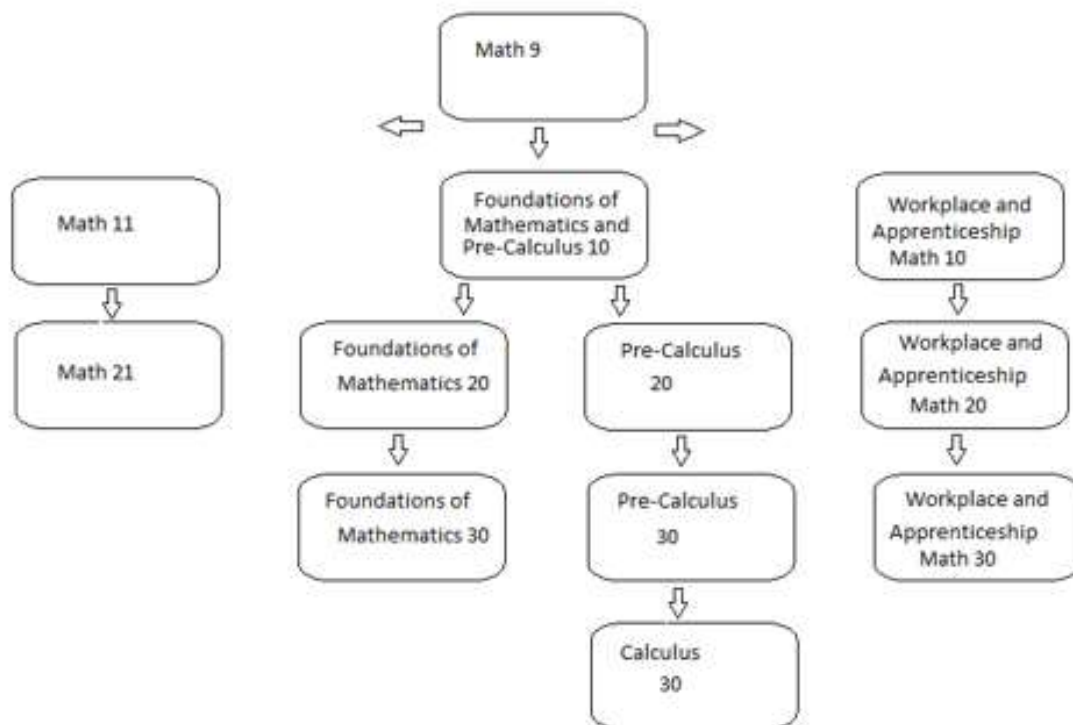 Math 9
Math 11
Foundations of
Mathematics and
Pre-Calculus 10
Workplace and
Apprenticeship
Math 10
Math 21
Foundations of
Mathematics 20
Pre-Calculus
20
Workplace and
Apprenticeship
Math 20
Foundations of
Mathematics 30
Pre-Calculus
30
Workplace and
Apprenticeship
Math 30
Calculus
30